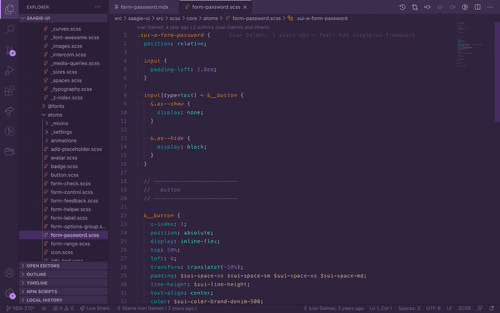 form-password.mdx
form-password.scss
EXPLORER
SAAGIE-UI
_curves.scss
_font-awesome.scss
_images.scss
_intercom.scss
_media-queries.scss
_sizes.scss
_spaces.scss
_typography.scss
_z-index.scss
@fonts
atoms
_mixins
_settings
animations
add-placeholder.scss
avatar.scss
badge.scss
button.scss
form-check.scss
form-control.scss
form-feedback.scss
form-helper.scss
form-label.scss
form-options-group.s...
form-password.scss
form-range.scss
icon.scss
OPEN EDITORS
OUTLINE
TIMELINE
NPM SCRIPTS
LOCAL HISTORY
src > saagie-ui > src > scss > core > atoms > form-password.scss > .sui-a-form-password
.sui-a-form-password {
position: relative;
input {
padding-left:
}
input[type=text] ~ &__button {
&.as--show {
display: none;
}
&.as--hide {
display: block;
}
}
// ----------------------------
// Button
// ----------------------------
&__button {
z-index: 1;
position: absolute;
display: inline-flex;
top: 50%;
left: 0;
transform: translateY(-50%);
padding: $sui-space-xs $sui-space-sm $sui-space-xs $sui-space-md;
line-height: $sui-line-height;
text-align: center;
color: $sui-color-brand-denim-500;
Live Share
Ln 1, Col 1
Spaces: 2
UTF-8
LF
SCSS